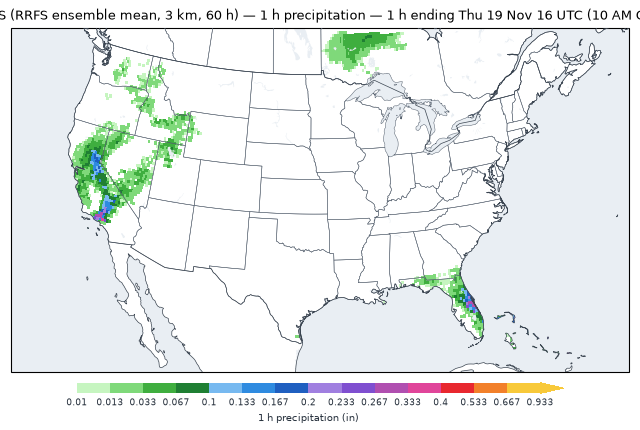 S (RRFS ensemble mean, 3 km, 60 h) — 1 h precipitation — 1 h ending Thu 19 Nov 16 UTC (10 AM
0.01 0.013 0.033 0.067 0.1 0.133 0.167 0.2 0.233 0.267 0.333 0.4 0.533 0.667 0.933
1 h precipitation (in)